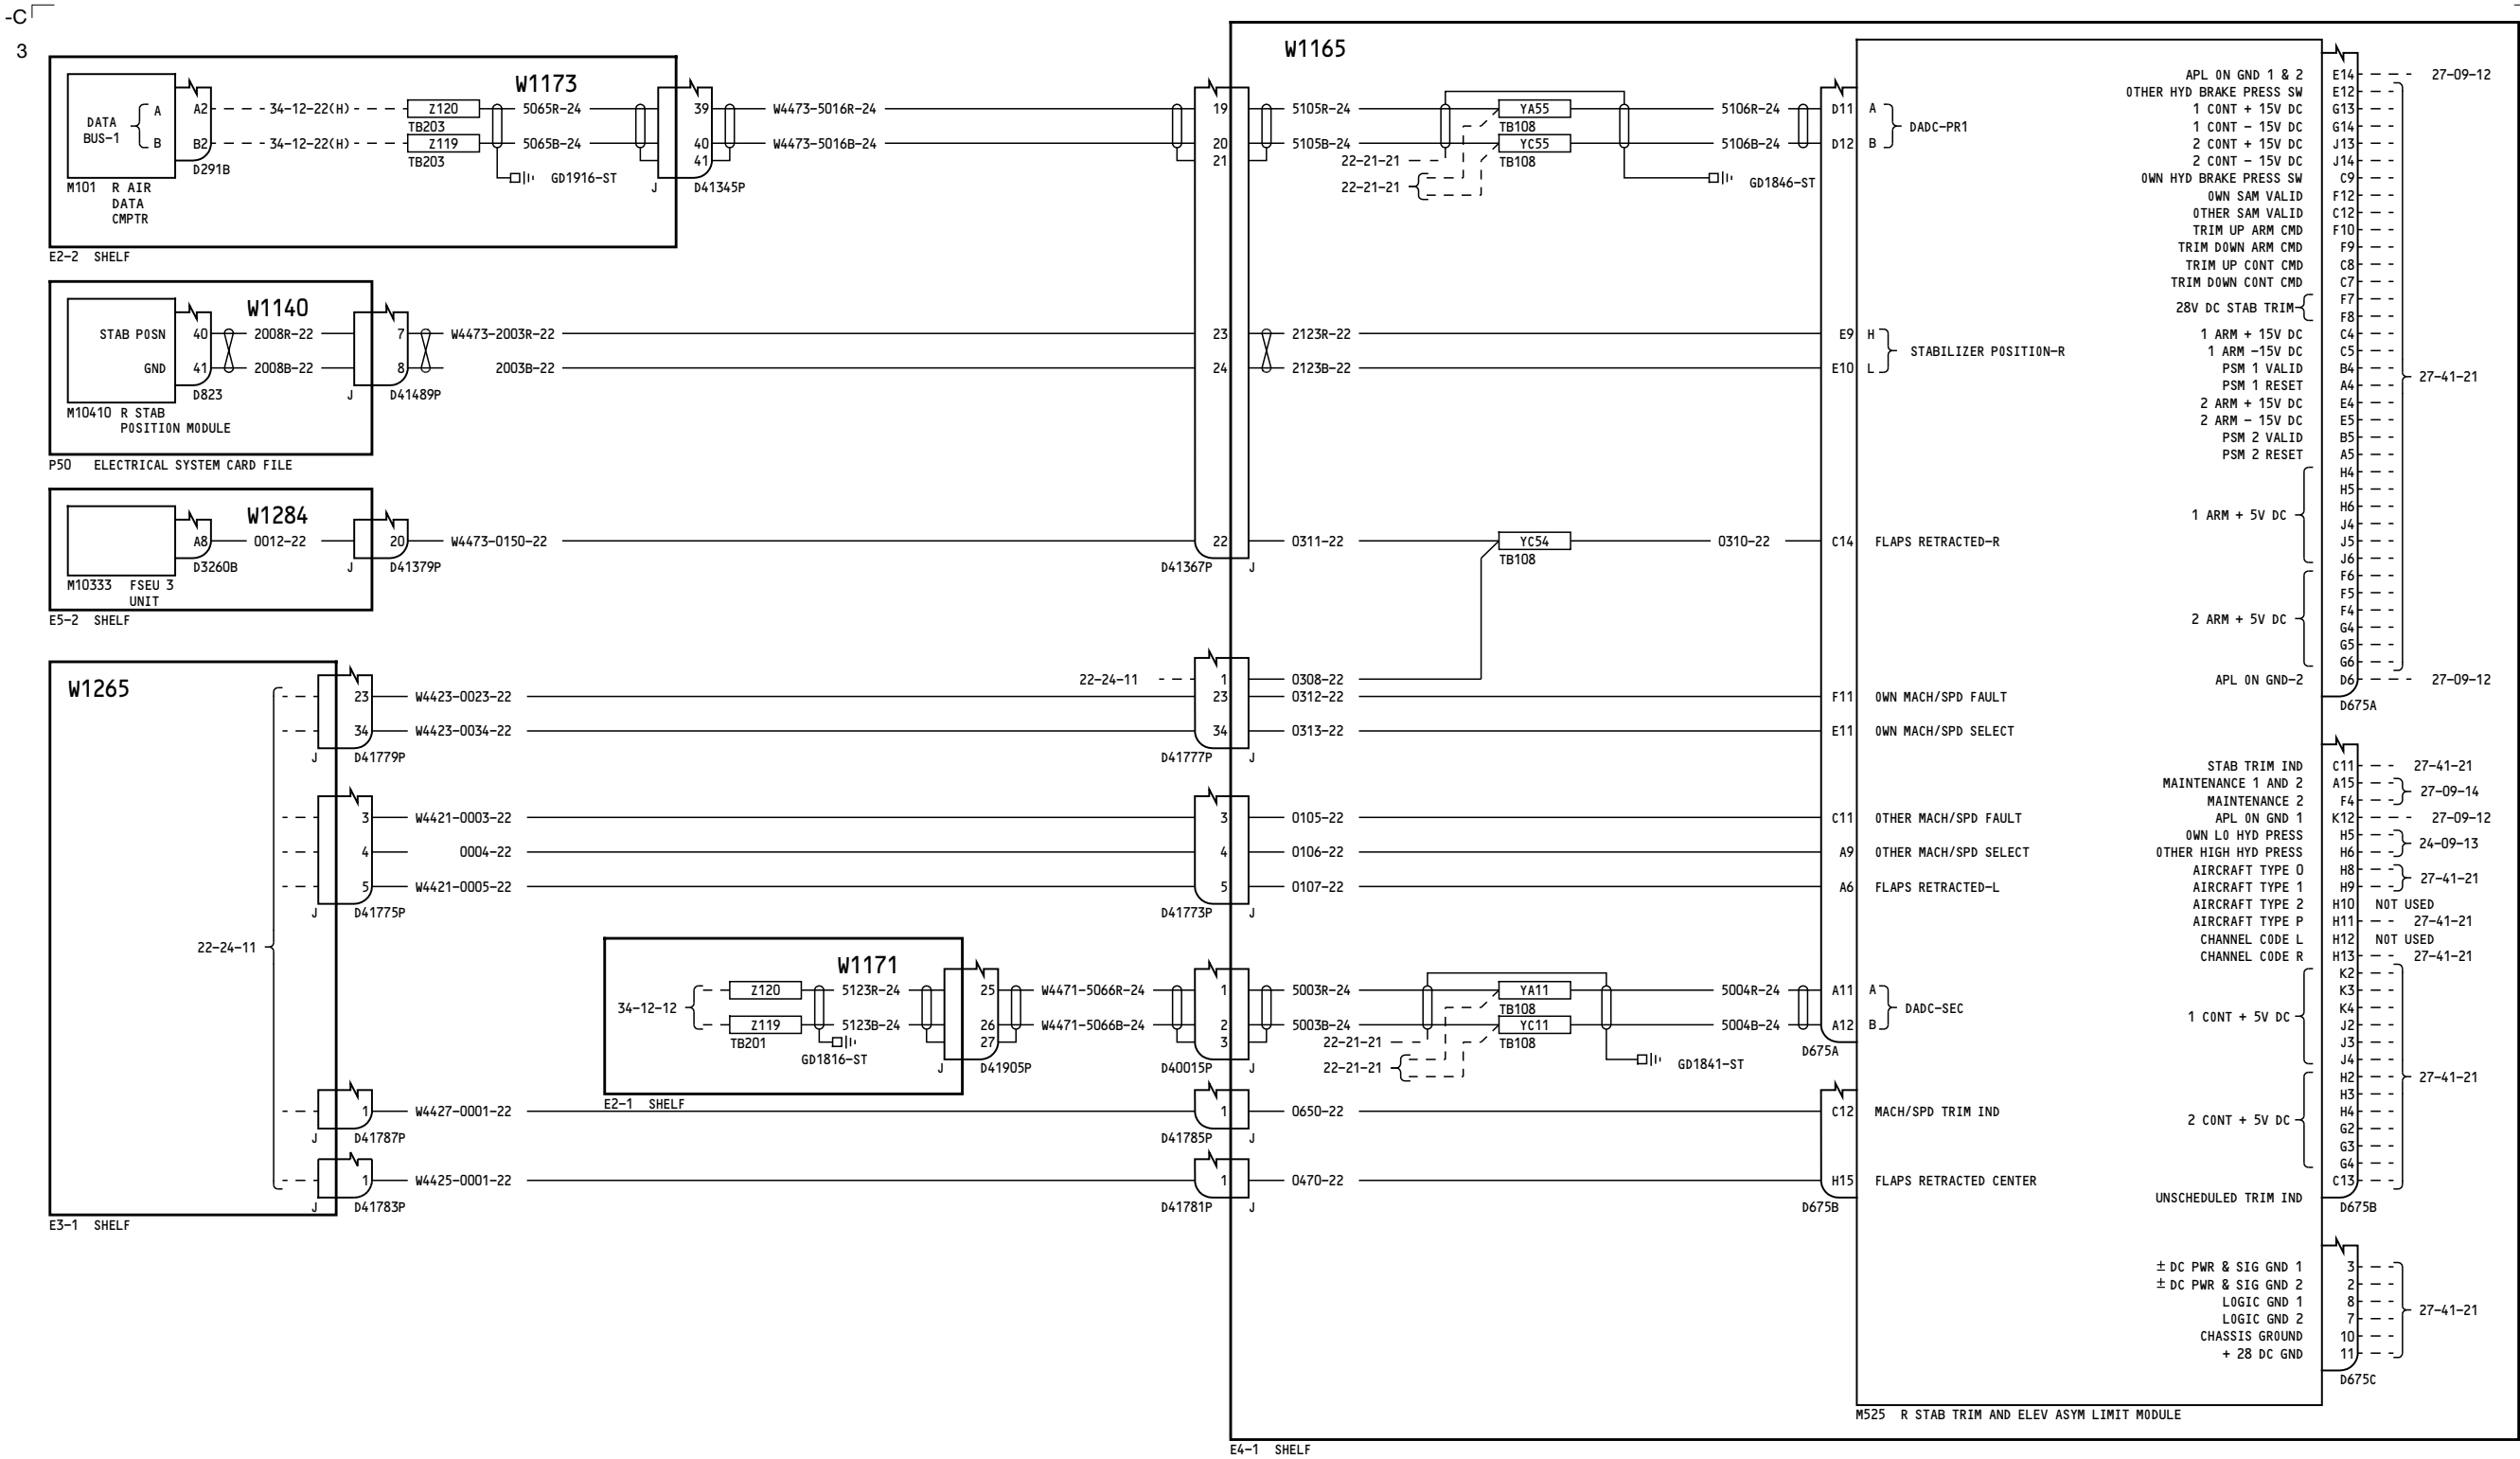 -C
3
W1173
DATA BUS-1
A
B
A2
B2
D291B
34-12-22(H)
34-12-22(H)
Z120
TB203
Z119
TB203
5065R-24
5065B-24
GD1916-ST
39
40
41
J
D41345P
W4473-5016R-24
W4473-5016B-24
M101 R AIR
DATA
CMPTR
E2-2 SHELF
W1140
STAB POSN
GND
40
41
D823
2008R-22
2008B-22
7
8
J
D41489P
W4473-2003R-22
2003B-22
M10410 R STAB
POSITION MODULE
P50 ELECTRICAL SYSTEM CARD FILE
W1284
A8
D3260B
0012-22
20
J
D41379P
W4473-0150-22
M10333 FSEU 3
UNIT
E5-2 SHELF
W1265
22-24-11
23
34
J
D41779P
W4423-0023-22
W4423-0034-22
3
4
5
J
D41775P
W4421-0003-22
0004-22
W4421-0005-22
1
J
D41787P
W4427-0001-22
1
J
D41783P
W4425-0001-22
E3-1 SHELF
W1171
34-12-12
Z120
Z119
TB201
5123R-24
5123B-24
GD1816-ST
25
26
27
J
D41905P
W4471-5066R-24
W4471-5066B-24
E2-1 SHELF
W1165
19
20
21
23
24
22
D41367P
J
5105R-24
5105B-24
22-21-21
22-21-21
YA55
TB108
YC55
TB108
5106R-24
5106B-24
GD1846-ST
D11 A
D12 B
DADC-PR1
2123R-22
2123B-22
E9 H
E10 L
STABILIZER POSITION-R
0311-22
YC54
TB108
0310-22
C14 FLAPS RETRACTED-R
22-24-11
1
23
34
D41777P
J
0308-22
0312-22
0313-22
F11 OWN MACH/SPD FAULT
E11 OWN MACH/SPD SELECT
3
4
5
D41773P
J
0105-22
0106-22
0107-22
C11 OTHER MACH/SPD FAULT
A9 OTHER MACH/SPD SELECT
A6 FLAPS RETRACTED-L
1
2
3
D40015P
J
5003R-24
5003B-24
22-21-21
22-21-21
YA11
TB108
YC11
TB108
5004R-24
5004B-24
GD1841-ST
A11 A
A12 B
DADC-SEC
D675A
1
D41785P
J
0650-22
C12 MACH/SPD TRIM IND
1
D41781P
J
0470-22
H15 FLAPS RETRACTED CENTER
D675B
APL ON GND 1 & 2 E14 27-09-12
OTHER HYD BRAKE PRESS SW E12
1 CONT + 15V DC G13
1 CONT - 15V DC G14
2 CONT + 15V DC J13
2 CONT - 15V DC J14
OWN HYD BRAKE PRESS SW C9
OWN SAM VALID F12
OTHER SAM VALID C12
TRIM UP ARM CMD F10
TRIM DOWN ARM CMD F9
TRIM UP CONT CMD C8
TRIM DOWN CONT CMD C7
28V DC STAB TRIM
F7
F8
1 ARM + 15V DC C4
1 ARM -15V DC C5
PSM 1 VALID B4
27-41-21
PSM 1 RESET A4
2 ARM + 15V DC E4
2 ARM - 15V DC E5
PSM 2 VALID B5
PSM 2 RESET A5
1 ARM + 5V DC
H4
H5
H6
J4
J5
J6
2 ARM + 5V DC
F6
F5
F4
G4
G5
G6
APL ON GND-2 D6 27-09-12
D675A
STAB TRIM IND C11 27-41-21
MAINTENANCE 1 AND 2 A15
27-09-14
MAINTENANCE 2 F4
APL ON GND 1 K12 27-09-12
OWN LO HYD PRESS H5
24-09-13
OTHER HIGH HYD PRESS H6
AIRCRAFT TYPE 0 H8
27-41-21
AIRCRAFT TYPE 1 H9
AIRCRAFT TYPE 2 H10 NOT USED
AIRCRAFT TYPE P H11 27-41-21
CHANNEL CODE L H12 NOT USED
CHANNEL CODE R H13 27-41-21
1 CONT + 5V DC
K2
K3
K4
J2
J3
J4
27-41-21
2 CONT + 5V DC
H2
H3
H4
G2
G3
G4
C13
UNSCHEDULED TRIM IND
D675B
± DC PWR & SIG GND 1 3
± DC PWR & SIG GND 2 2
LOGIC GND 1 8
27-41-21
LOGIC GND 2 7
CHASSIS GROUND 10
+ 28 DC GND 11
D675C
M525 R STAB TRIM AND ELEV ASYM LIMIT MODULE
E4-1 SHELF